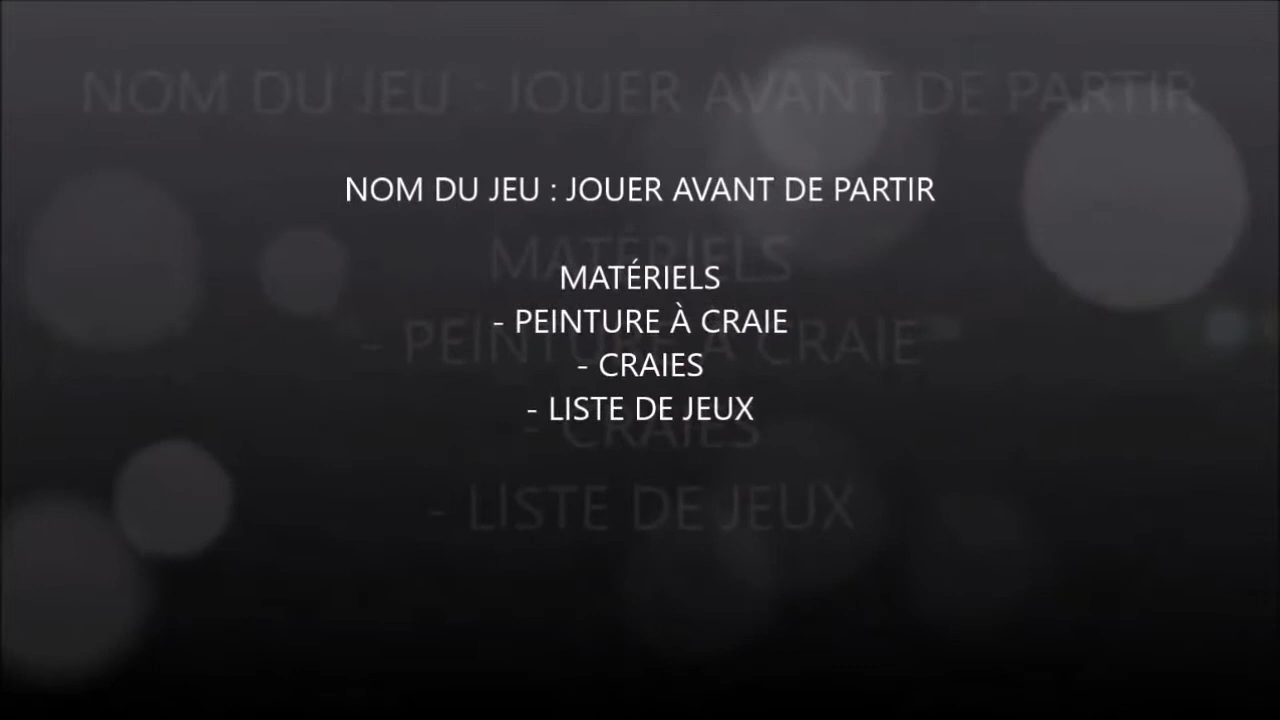 NOM DU JEU : JOUER AVANT DE PARTIR
MATÉRIELS
- PEINTURE À CRAIE
- CRAIES
- LISTE DE JEUX